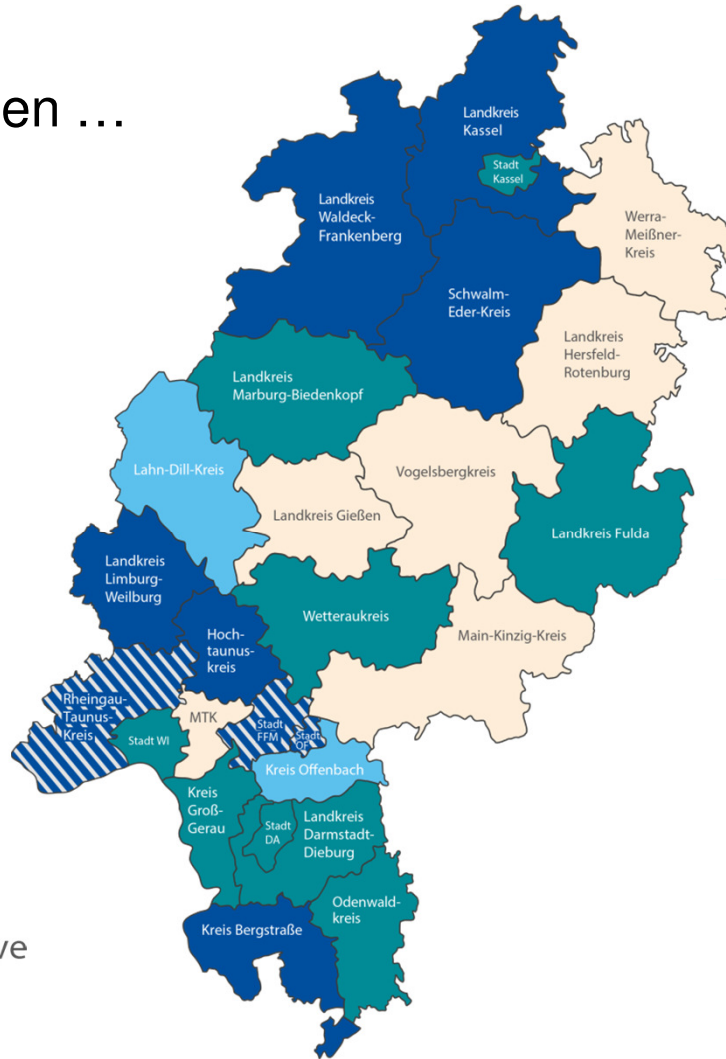 en …
Landkreis
Kassel
Stadt
Kassel
Landkreis
Waldeck-
Frankenberg
Werra-
Meißner-
Kreis
Schwalm-
Eder-Kreis
Landkreis
Hersfeld-
Rotenburg
Landkreis
Marburg-Biedenkopf
Lahn-Dill-Kreis
Vogelsbergkreis
Landkreis Gießen
Landkreis Fulda
Landkreis
Limburg-
Weilburg
Wetteraukreis
Hoch-
taunus-
kreis
Main-Kinzig-Kreis
Rheingau-
Taunus-
Kreis
MTK
Stadt
FFM
Stadt
OF
Stadt WI
Kreis Offenbach
Kreis
Groß-
Gerau
Stadt
DA
Landkreis
Darmstadt-
Dieburg
Odenwald-
kreis
Kreis Bergstraße
ve